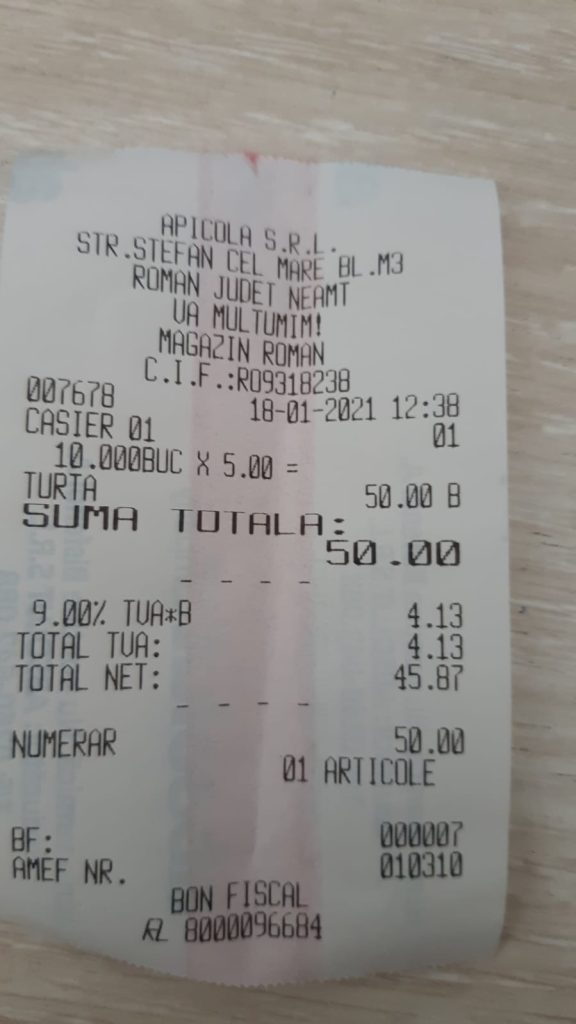 APICOLA S.R.L.
STR.STEFAN CEL MARE BL.M3
ROMAN JUDET NEAMT
VA MULTUMIM!
MAGAZIN ROMAN
C.I.F.:RO9318238
007678 18-01-2021 12:38
CASIER 01 01
10.000BUC X 5.00 =
TURTA 50.00 B
SUMA TOTALA:
50.00
- - - -
9.00% TVA*B 4.13
TOTAL TVA: 4.13
TOTAL NET: 45.87
- - - -
NUMERAR 50.00
01 ARTICOLE
BF: 000007
AMEF NR. 010310
BON FISCAL
8000096684